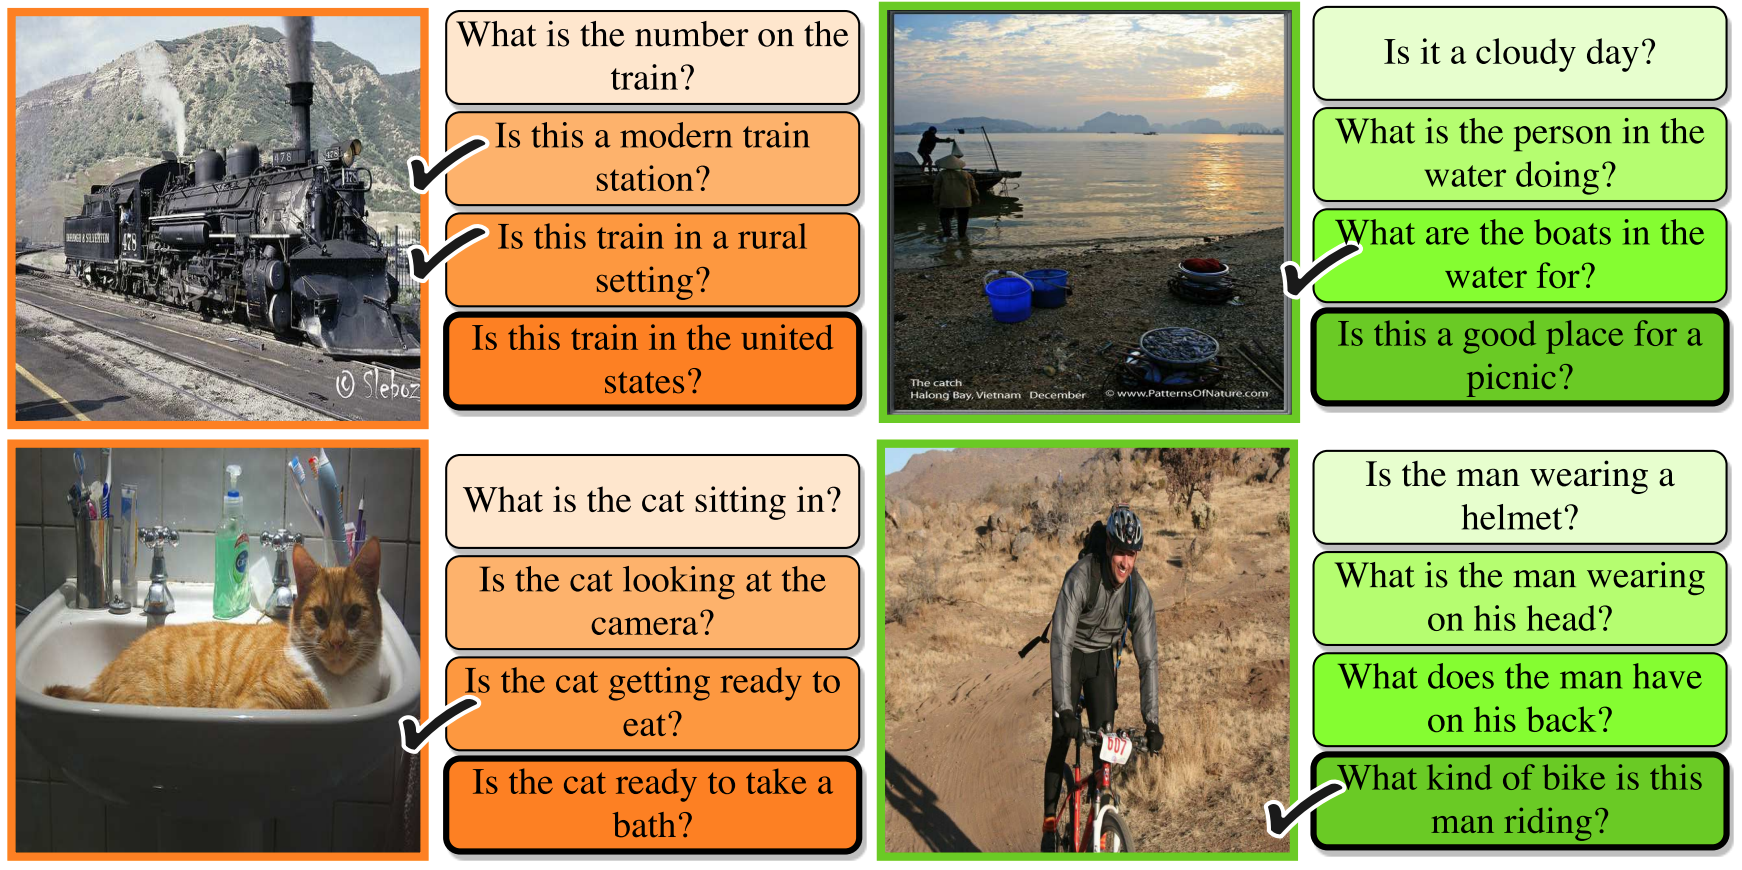 What is the number on the
train?
Is this a modern train
station?
Is this train in a rural
setting?
Is this train in the united
states?
478
478
478
© Sleboz
Is it a cloudy day?
What is the person in the
water doing?
What are the boats in the
water for?
Is this a good place for a
picnic?
The catch
Halong Bay, Vietnam December © www.PatternsOfNature.com
What is the cat sitting in?
Is the cat looking at the
camera?
Is the cat getting ready to
eat?
Is the cat ready to take a
bath?
Is the man wearing a
helmet?
What is the man wearing
on his head?
What does the man have
on his back?
What kind of bike is this
man riding?
607